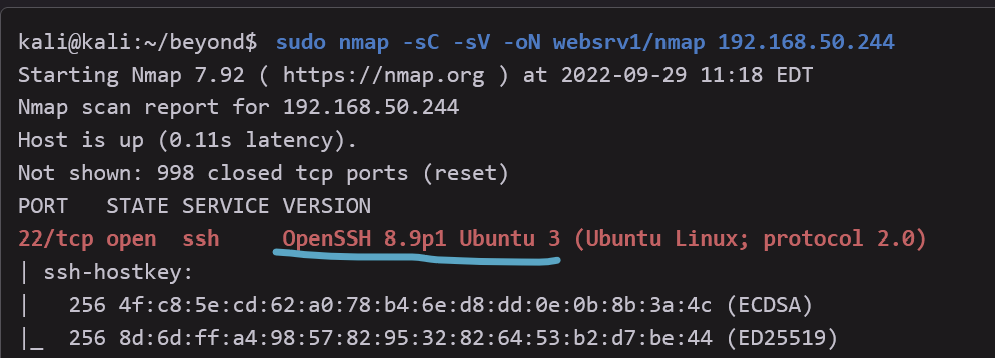 kali@kali:~/beyond$ sudo nmap -sC -sV -oN websrv1/nmap 192.168.50.244
Starting Nmap 7.92 ( https://nmap.org ) at 2022-09-29 11:18 EDT
Nmap scan report for 192.168.50.244
Host is up (0.11s latency).
Not shown: 998 closed tcp ports (reset)
PORT   STATE SERVICE VERSION
22/tcp open  ssh     OpenSSH 8.9p1 Ubuntu 3 (Ubuntu Linux; protocol 2.0)
| ssh-hostkey:
|   256 4f:c8:5e:cd:62:a0:78:b4:6e:d8:dd:0e:0b:8b:3a:4c (ECDSA)
|_  256 8d:6d:ff:a4:98:57:82:95:32:82:64:53:b2:d7:be:44 (ED25519)